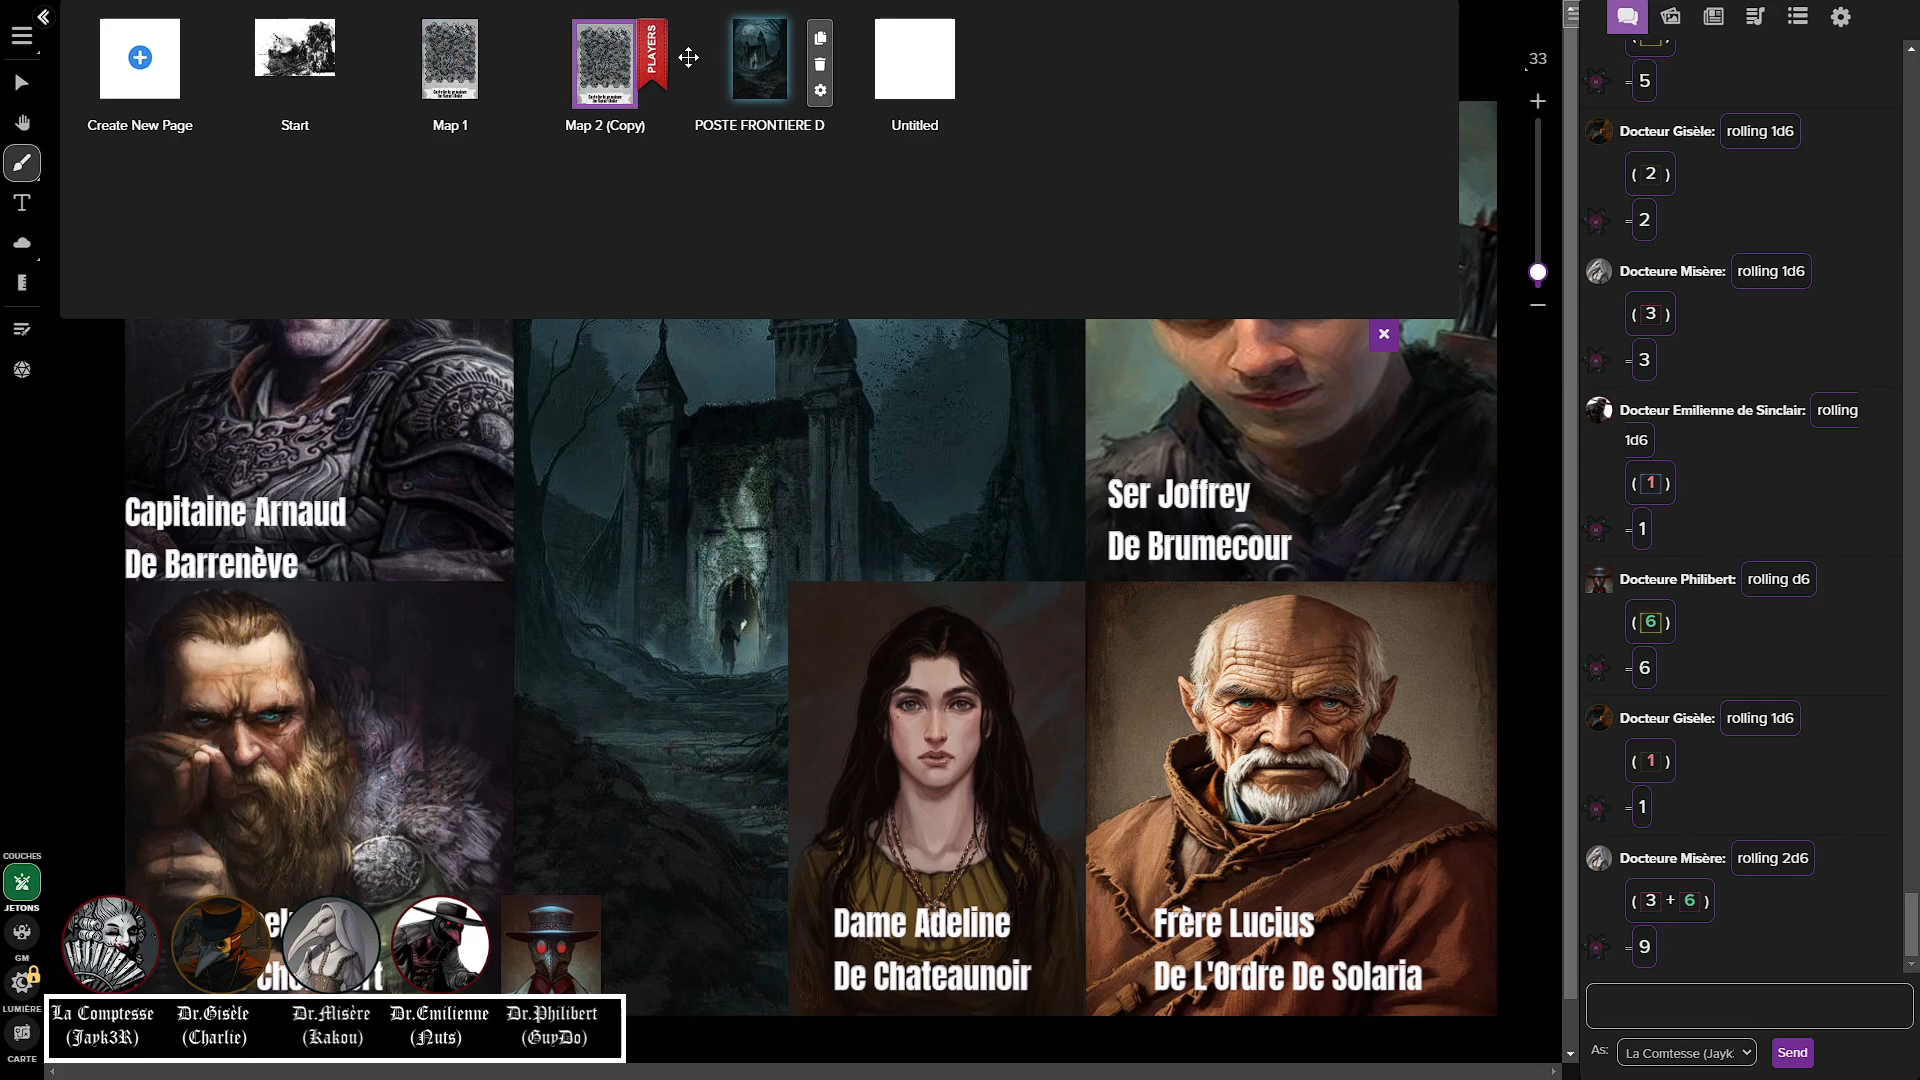 Create New Page
Start
Map 1
PLAYERS
Map 2 (Copy)
POSTE FRONTIERE D
Untitled
33
Capitaine Arnaud
De Barrenève
Ser Joffrey
De Brumecour
Dame Adeline
De Chateaunoir
Frère Lucius
De L'Ordre De Solaria
COUCHES
JETONS
GM
LUMIÈRE
CARTE
La Comptesse
(Jayk3R)
Dr.Gisèle
(Charlie)
Dr.Misère
(Kakou)
Dr.Emilienne
(Nuts)
Dr.Philibert
(GuyDo)
=5
Docteur Gisèle: rolling 1d6
(2)
=2
Docteure Misère: rolling 1d6
(3)
=3
Docteur Emilienne de Sinclair: rolling
1d6
(1)
=1
Docteure Philibert: rolling d6
(6)
=6
Docteur Gisèle: rolling 1d6
(1)
=1
Docteure Misère: rolling 2d6
(3+6)
=9
As: La Comtesse (Jayk
Send